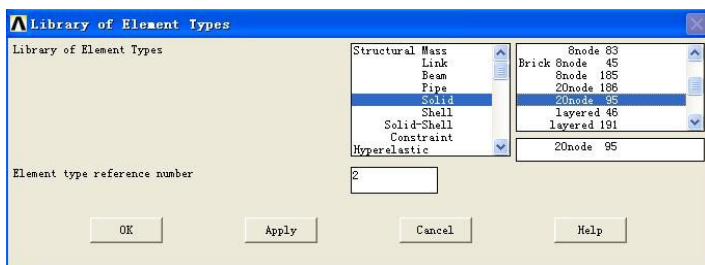 Library of Element Types
Library of Element Types
Structural Mass
Link
Beam
Pipe
Solid
Shell
Solid-Shell
Constraint
Hyperelastic
8node 83
Brick 8node 45
8node 185
20node 186
20node 95
layered 46
layered 191
20node 95
Element type reference number
2
OK
Apply
Cancel
Help